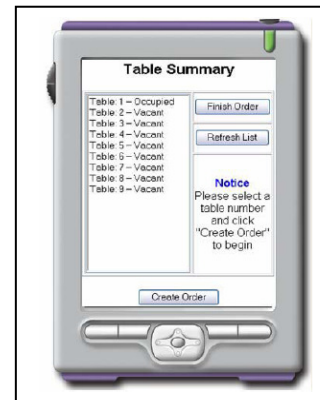 Table Summary
Table: 1 – Occupied
Table: 2 – Vacant
Table: 3 – Vacant
Table: 4 – Vacant
Table: 5 – Vacant
Table: 6 – Vacant
Table: 7 – Vacant
Table: 8 – Vacant
Table: 9 – Vacant
Finish Order
Refresh List
Notice
Please select a
table number
and click
"Create Order"
to begin
Create Order